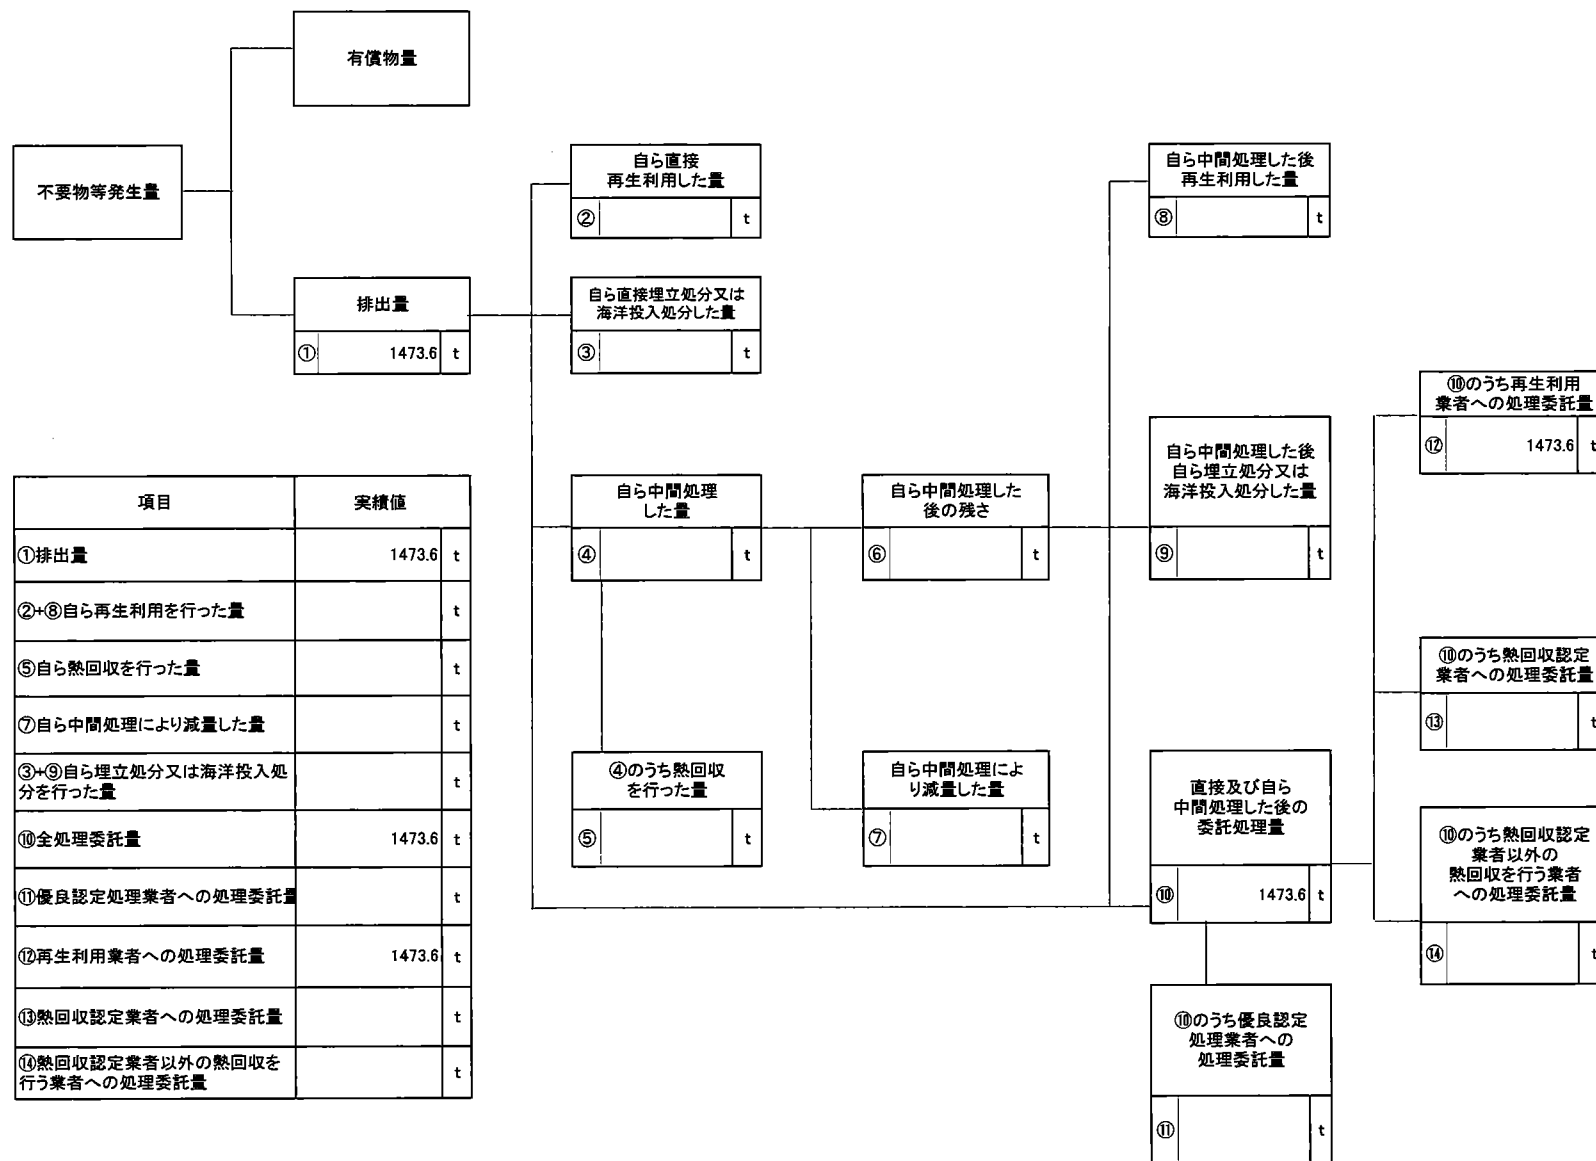 有償物量
不要物等発生量
排出量
① 1473.6 t
自ら直接
再生利用した量
② t
自ら直接埋立処分又は
海洋投入処分した量
③ t
自ら中間処理
した量
④ t
④のうち熱回収
を行った量
⑤ t
自ら中間処理した
後の残さ
⑥ t
自ら中間処理によ
り減量した量
⑦ t
自ら中間処理した後
再生利用した量
⑧ t
自ら中間処理した後
自ら埋立処分又は
海洋投入処分した量
⑨ t
直接及び自ら
中間処理した後の
委託処理量
⑩ 1473.6 t
⑩のうち優良認定
処理業者への
処理委託量
⑪ t
⑩のうち再生利用
業者への処理委託量
⑫ 1473.6 t
⑩のうち熱回収認定
業者への処理委託量
⑬ t
⑩のうち熱回収認定
業者以外の
熱回収を行う業者
への処理委託量
⑭ t
項目 実績値
①排出量 1473.6 t
②+⑧自ら再生利用を行った量 t
⑤自ら熱回収を行った量 t
⑦自ら中間処理により減量した量 t
③+⑨自ら埋立処分又は海洋投入処
分を行った量 t
⑩全処理委託量 1473.6 t
⑪優良認定処理業者への処理委託量 t
⑫再生利用業者への処理委託量 1473.6 t
⑬熱回収認定業者への処理委託量 t
⑭熱回収認定業者以外の熱回収を
行う業者への処理委託量 t